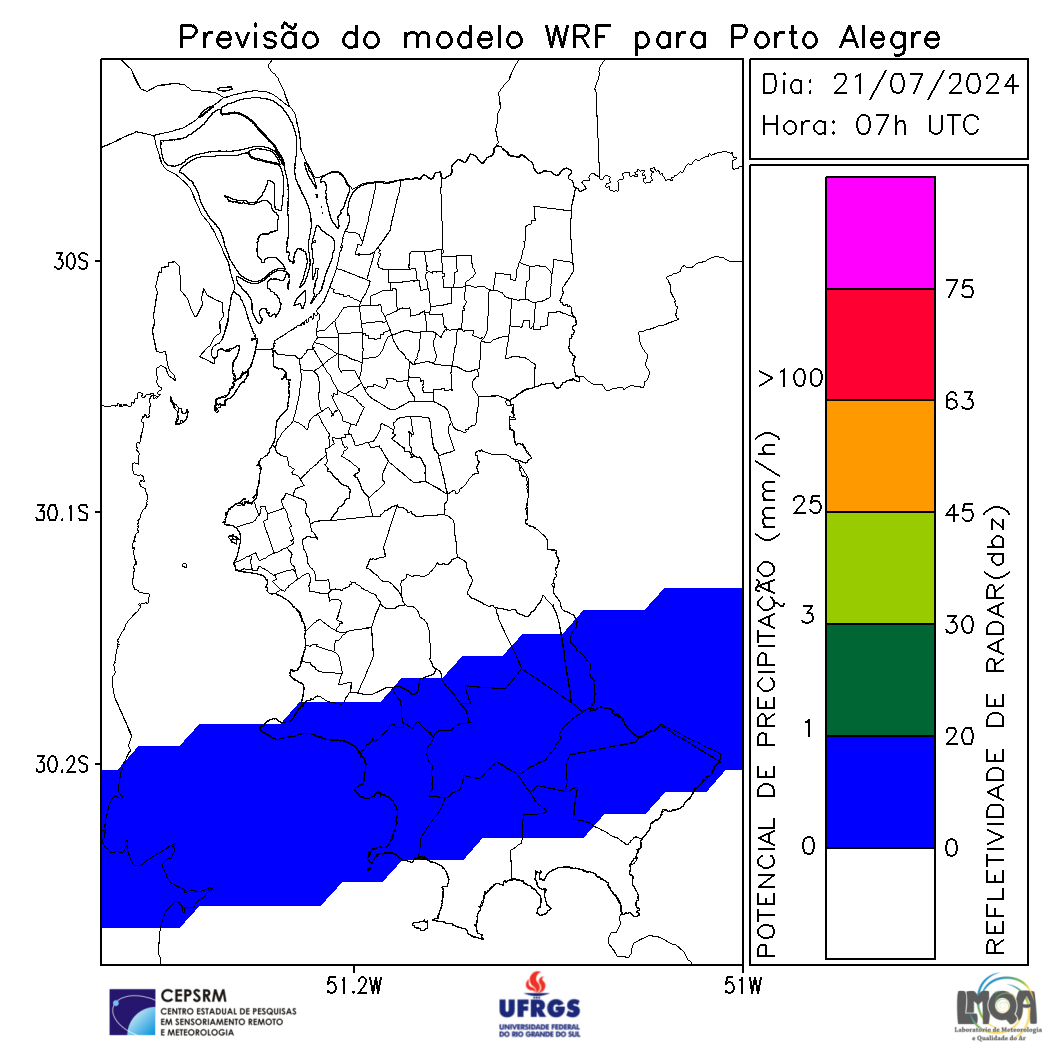 Previsão do modelo WRF para Porto Alegre
Dia: 21/07/2024
Hora: 07h UTC
30S
30.1S
30.2S
51.2W
51W
POTENCIAL DE PRECIPITAÇÃO (mm/h)
>100
25
3
1
0
75
63
45
30
20
0
REFLETIVIDADE DE RADAR(dbz)
CEPSRM
CENTRO ESTADUAL DE PESQUISAS
EM SENSORIAMENTO REMOTO
E METEOROLOGIA
UFRGS
UNIVERSIDADE FEDERAL
DO RIO GRANDE DO SUL
LMQA
Laboratório de Meteorologia
e Qualidade do Ar